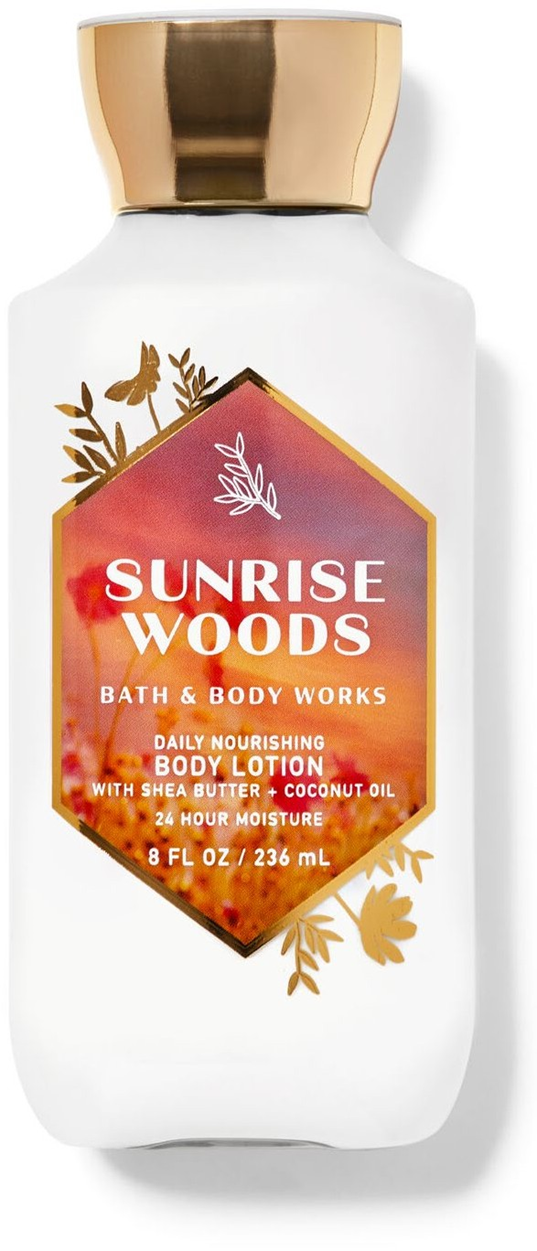 SUNRISE
WOODS
BATH & BODY WORKS
DAILY NOURISHING
BODY LOTION
WITH SHEA BUTTER + COCONUT OIL
24 HOUR MOISTURE
8 FL OZ / 236 mL